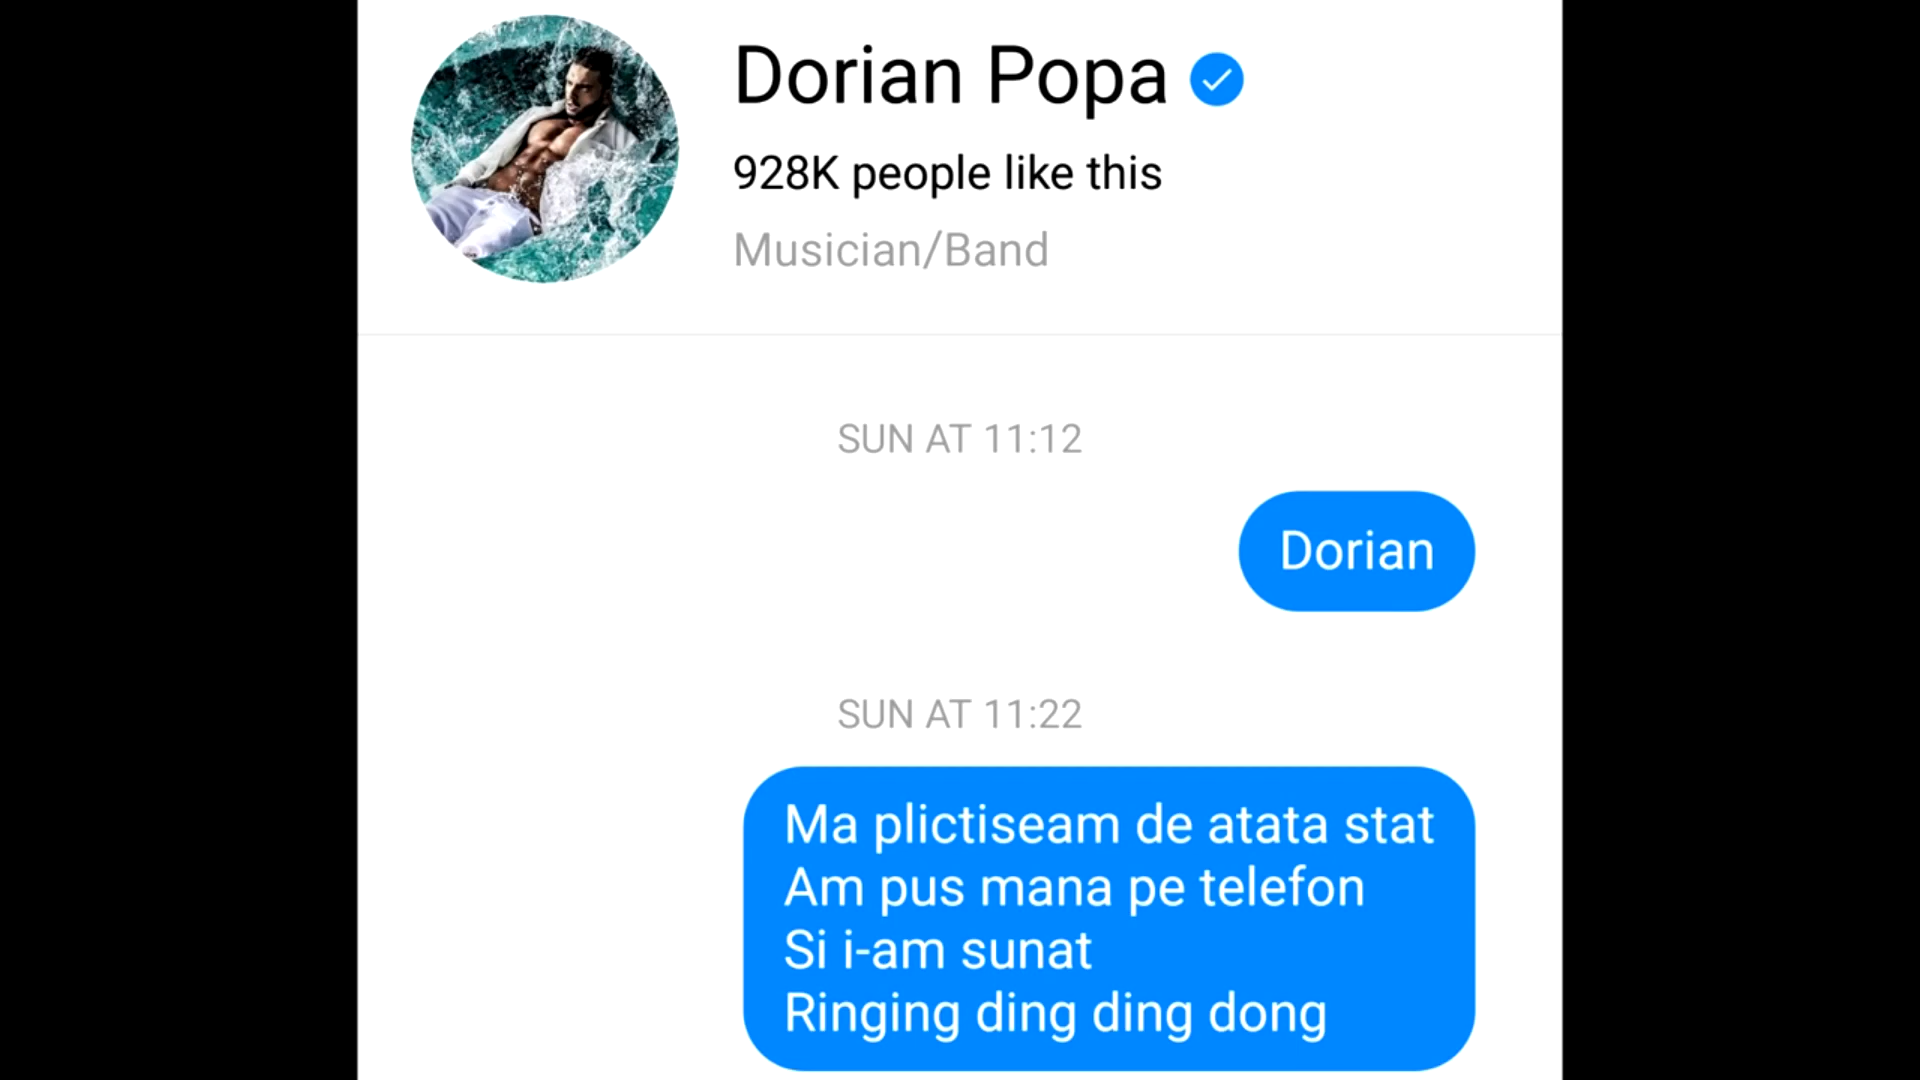 Dorian Popa
928K people like this
Musician/Band
SUN AT 11:12
Dorian
SUN AT 11:22
Ma plictiseam de atata stat
Am pus mana pe telefon
Si i-am sunat
Ringing ding ding dong